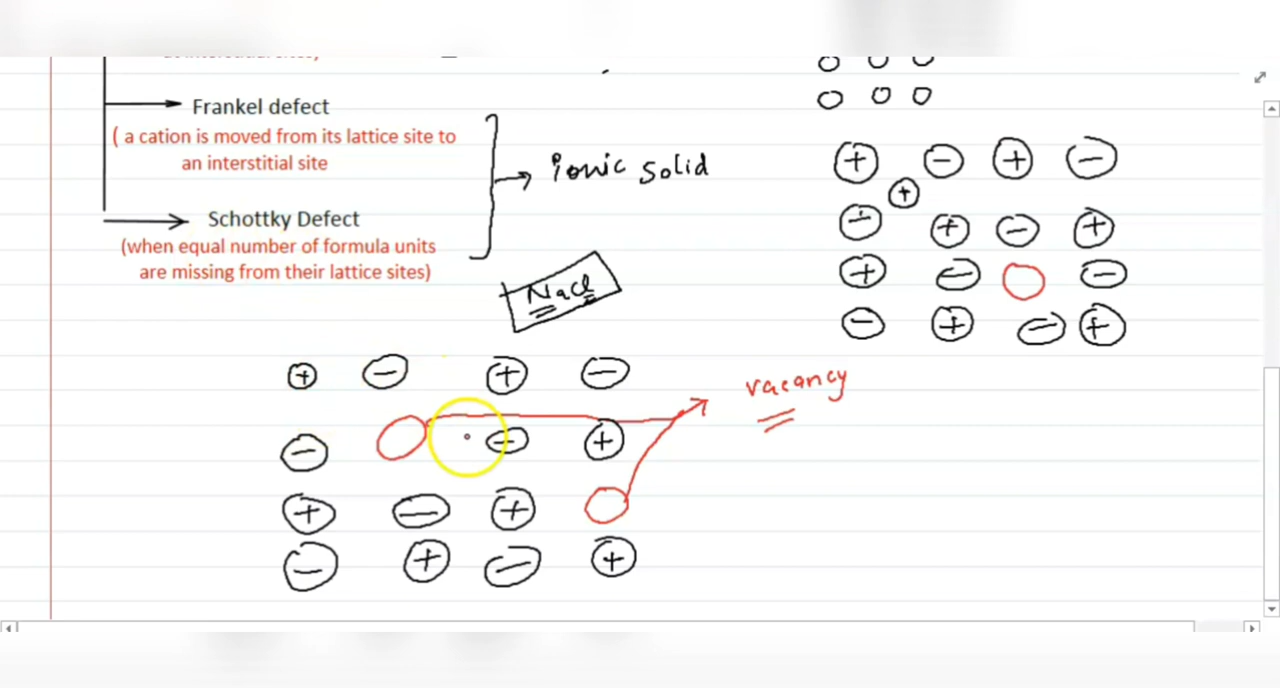 Frankel defect
( a cation is moved from its lattice site to
an interstitial site
→ ionic solid
Schottky Defect
(when equal number of formula units
are missing from their lattice sites)
NaCl
+ − + −
+
− + − +
+ − −
− + − +
+ − + −
− − +
+ − +
− + − +
vacancy